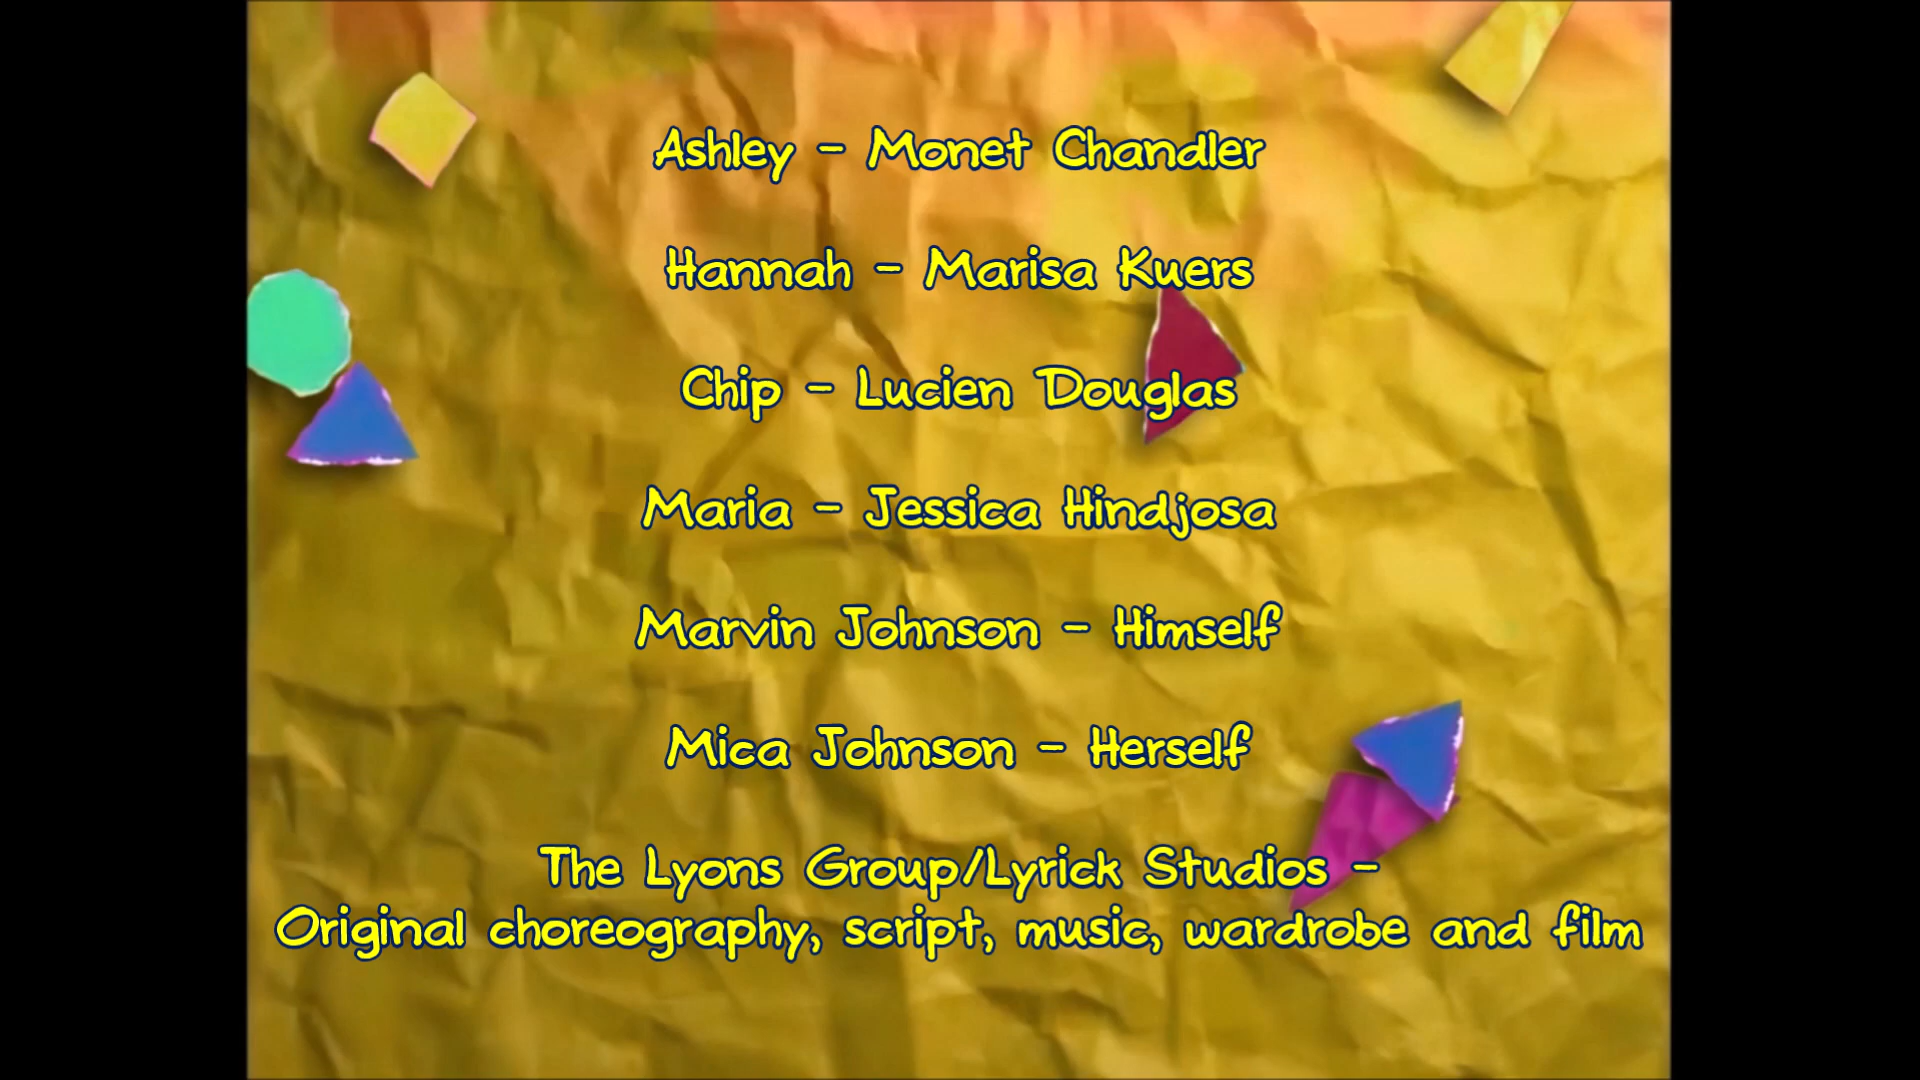 Ashley - Monet Chandler
Hannah - Marisa Kuers
Chip - Lucien Douglas
Maria - Jessica Hindjosa
Marvin Johnson - Himself
Mica Johnson - Herself
The Lyons Group/Lyrick Studios -
Original choreography, script, music, wardrobe and film